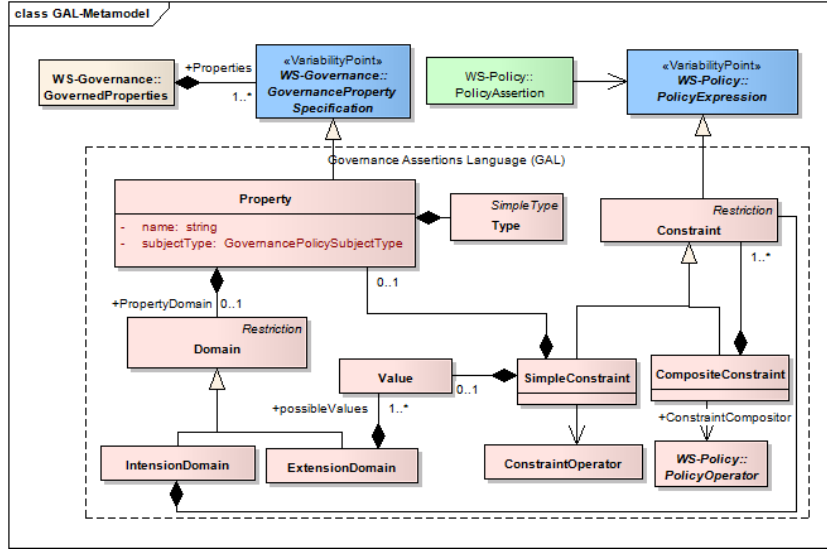 class GAL-Metamodel
WS-Governance::
GovernedProperties
+Properties
1..*
«VariabilityPoint»
WS-Governance::
GovernanceProperty
Specification
WS-Policy::
PolicyAssertion
«VariabilityPoint»
WS-Policy::
PolicyExpression
Governance Assertions Language (GAL)
Property
- name: string
- subjectType: GovernancePolicySubjectType
SimpleType
Type
Restriction
Constraint
1..*
+PropertyDomain
0..1
0..1
Restriction
Domain
Value
0..1
SimpleConstraint
CompositeConstraint
+possibleValues
1..*
+ConstraintCompositor
IntensionDomain
ExtensionDomain
ConstraintOperator
WS-Policy::
PolicyOperator